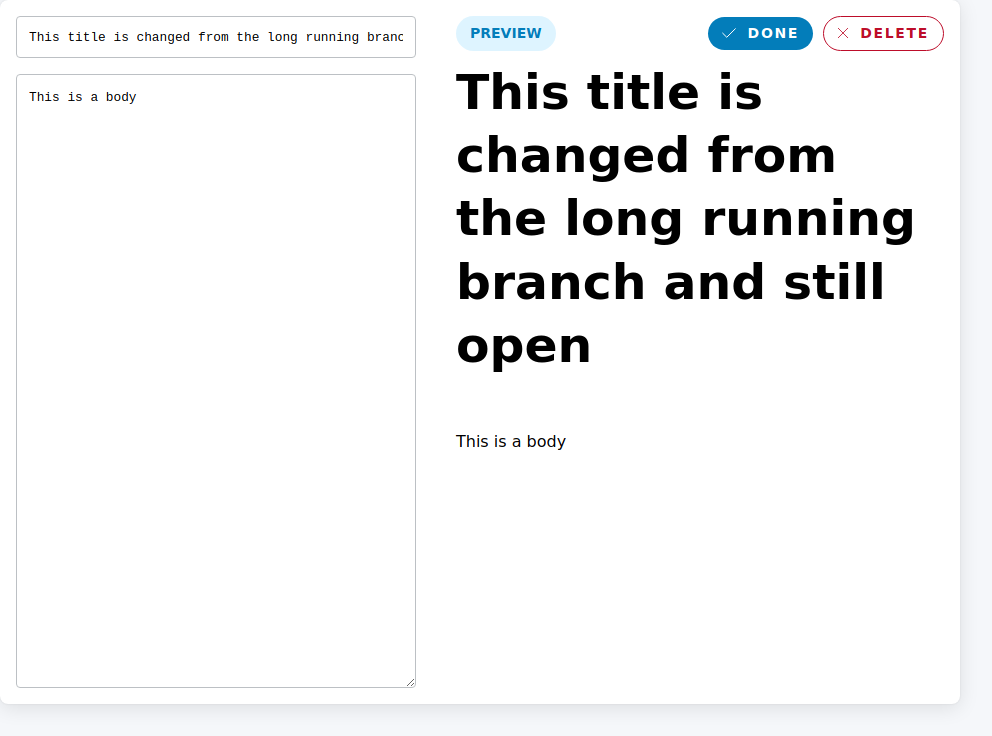 This title is changed from the long running branc
This is a body
PREVIEW
DONE
DELETE
This title is
changed from
the long running
branch and still
open
This is a body